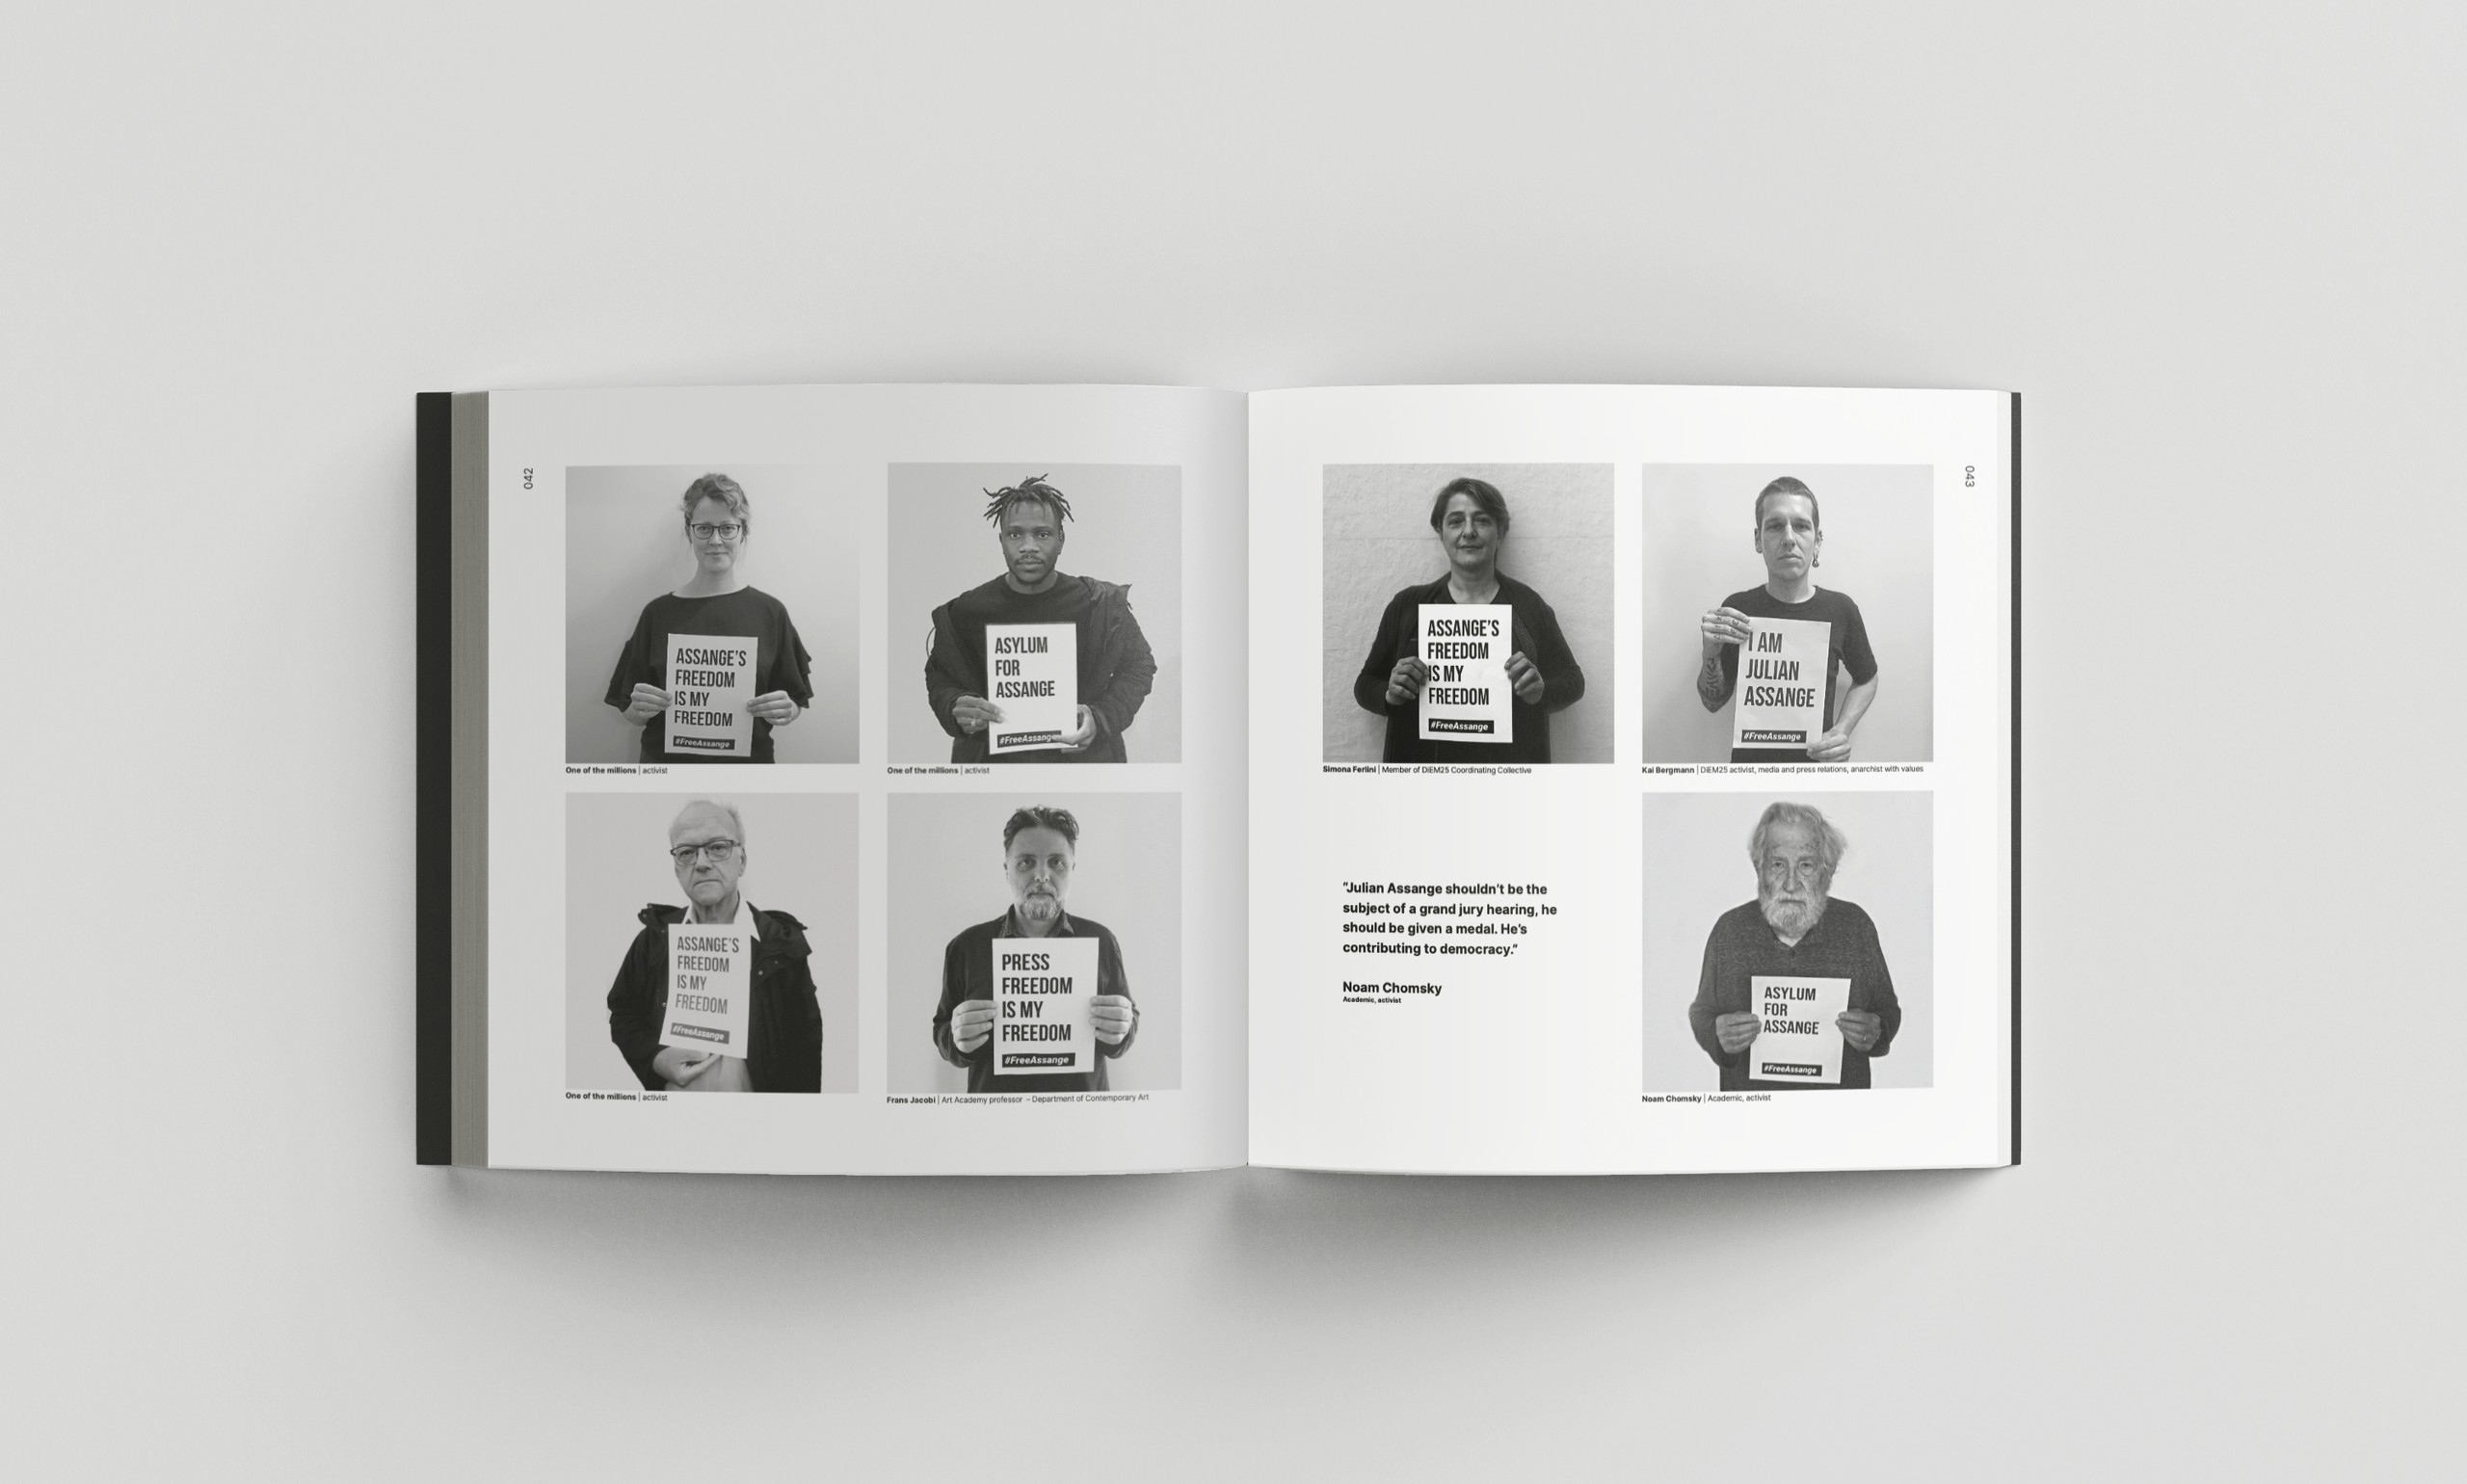 042
ASSANGE'S
FREEDOM
IS MY
FREEDOM
#FreeAssange
One of the millions | activist
ASYLUM
FOR
ASSANGE
#FreeAssange
One of the millions | activist
ASSANGE'S
FREEDOM
IS MY
FREEDOM
#FreeAssange
One of the millions | activist
PRESS
FREEDOM
IS MY
FREEDOM
#FreeAssange
Frans Jacobi | Art Academy professor – Department of Contemporary Art
043
ASSANGE'S
FREEDOM
IS MY
FREEDOM
#FreeAssange
Simona Ferlini | Member of DiEM25 Coordinating Collective
I AM
JULIAN
ASSANGE
#FreeAssange
Kai Bergmann | DiEM25 activist, media and press relations, anarchist with values
"Julian Assange shouldn't be the
subject of a grand jury hearing, he
should be given a medal. He's
contributing to democracy."
Noam Chomsky
Academic, activist
ASYLUM
FOR
ASSANGE
#FreeAssange
Noam Chomsky | Academic, activist